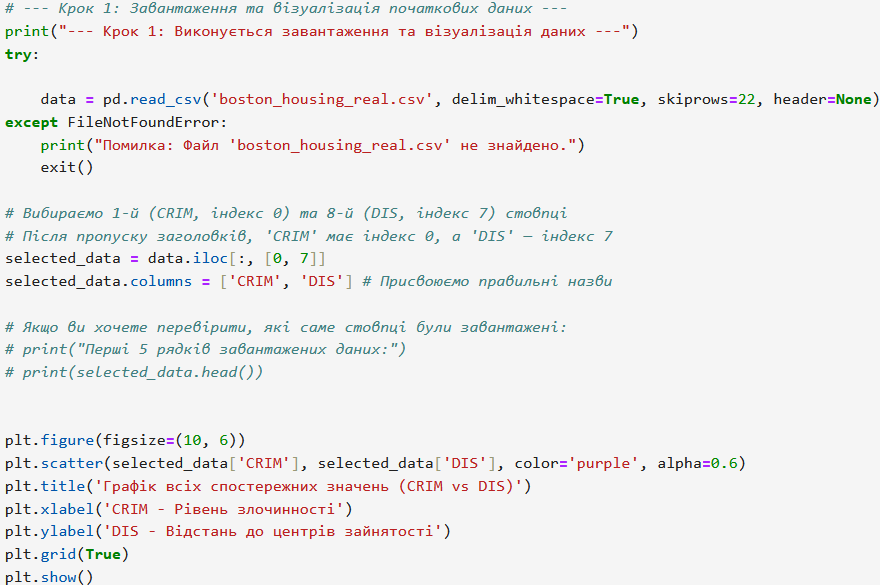 # --- Крок 1: Завантаження та візуалізація початкових даних ---
print("--- Крок 1: Виконується завантаження та візуалізація даних ---")
try:
    data = pd.read_csv('boston_housing_real.csv', delim_whitespace=True, skiprows=22, header=None)
except FileNotFoundError:
    print("Помилка: Файл 'boston_housing_real.csv' не знайдено.")
    exit()
# Вибираємо 1-й (CRIM, індекс 0) та 8-й (DIS, індекс 7) стовпці
# Після пропуску заголовків, 'CRIM' має індекс 0, а 'DIS' — індекс 7
selected_data = data.iloc[:, [0, 7]]
selected_data.columns = ['CRIM', 'DIS'] # Присвоюємо правильні назви
# Якщо ви хочете перевірити, які саме стовпці були завантажені:
# print("Перші 5 рядків завантажених даних:")
# print(selected_data.head())
plt.figure(figsize=(10, 6))
plt.scatter(selected_data['CRIM'], selected_data['DIS'], color='purple', alpha=0.6)
plt.title('Графік всіх спостережних значень (CRIM vs DIS)')
plt.xlabel('CRIM - Рівень злочинності')
plt.ylabel('DIS - Відстань до центрів зайнятості')
plt.grid(True)
plt.show()